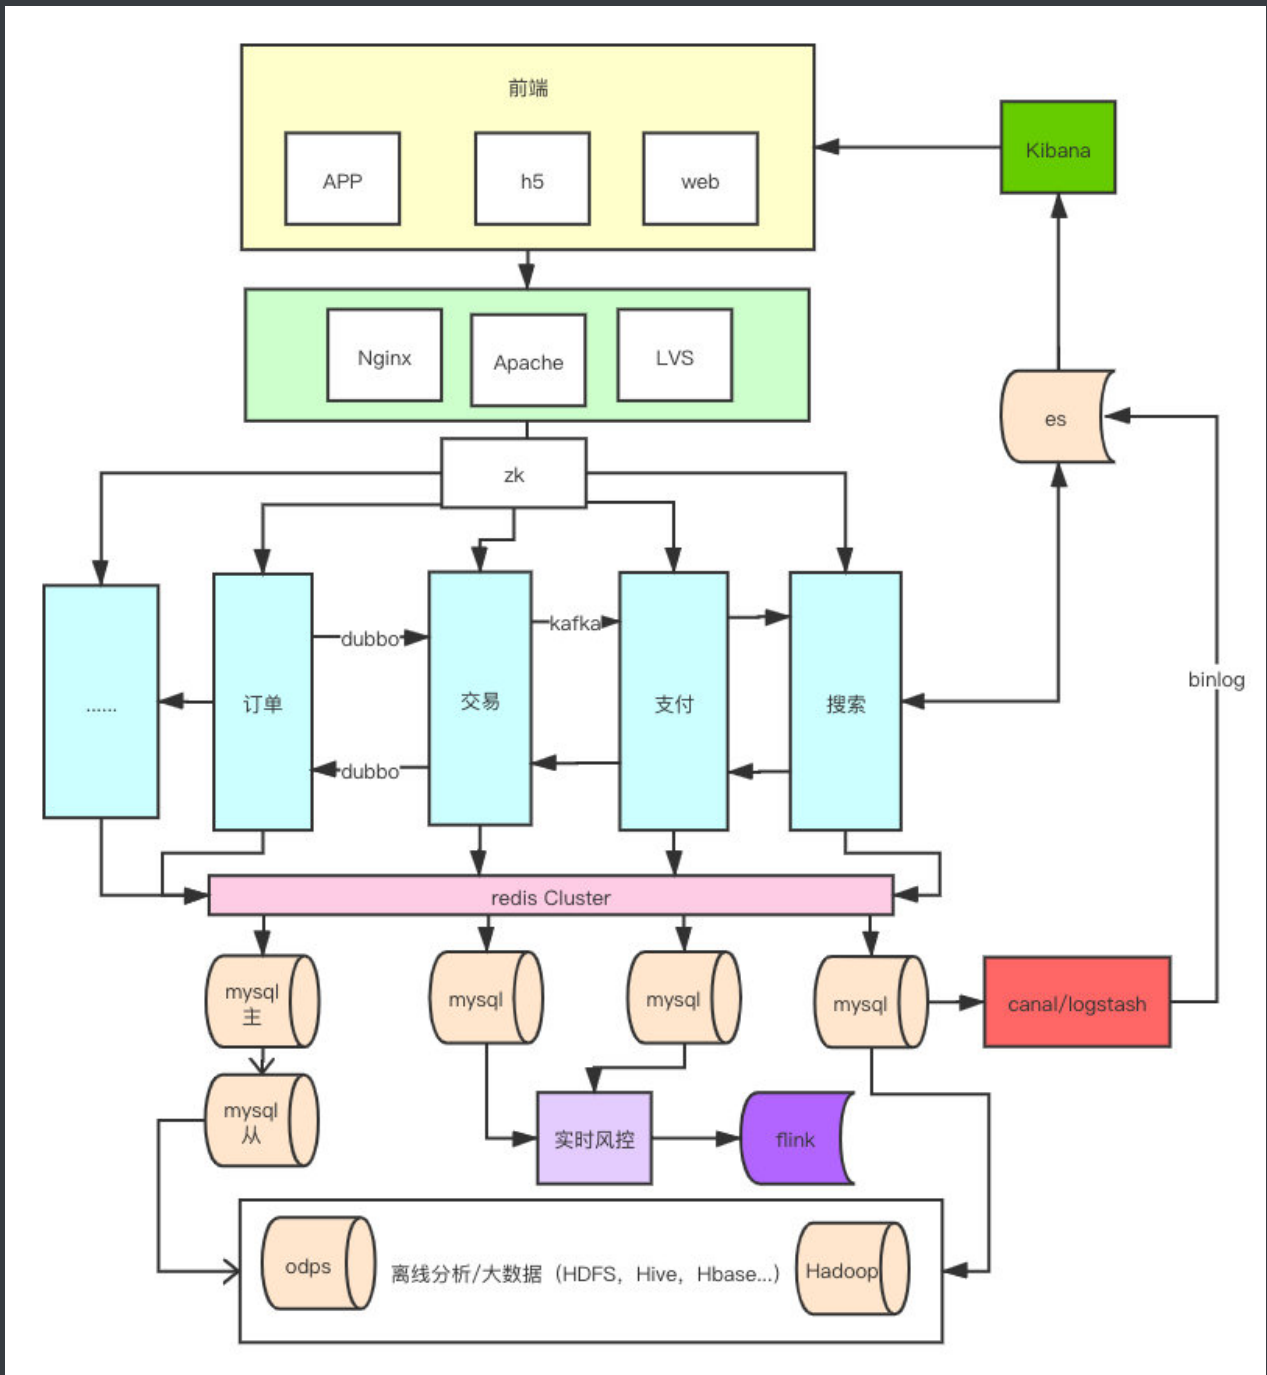 前端
APP
h5
web
Kibana
Nginx
Apache
LVS
es
zk
binlog
dubbo
kafka
......
订单
交易
支付
搜索
dubbo
redis Cluster
mysql
主
mysql
mysql
mysql
canal/logstash
mysql
从
实时风控
flink
odps
离线分析/大数据（HDFS，Hive，Hbase...）
Hadoop